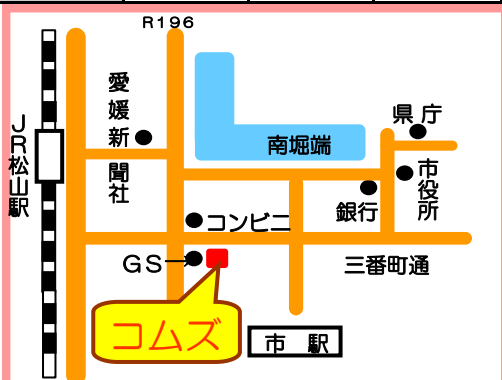 R196
愛媛新聞社
県庁
JR松山駅
南堀端
市役所
銀行
コンビニ
GS
三番町通
コムズ
市駅